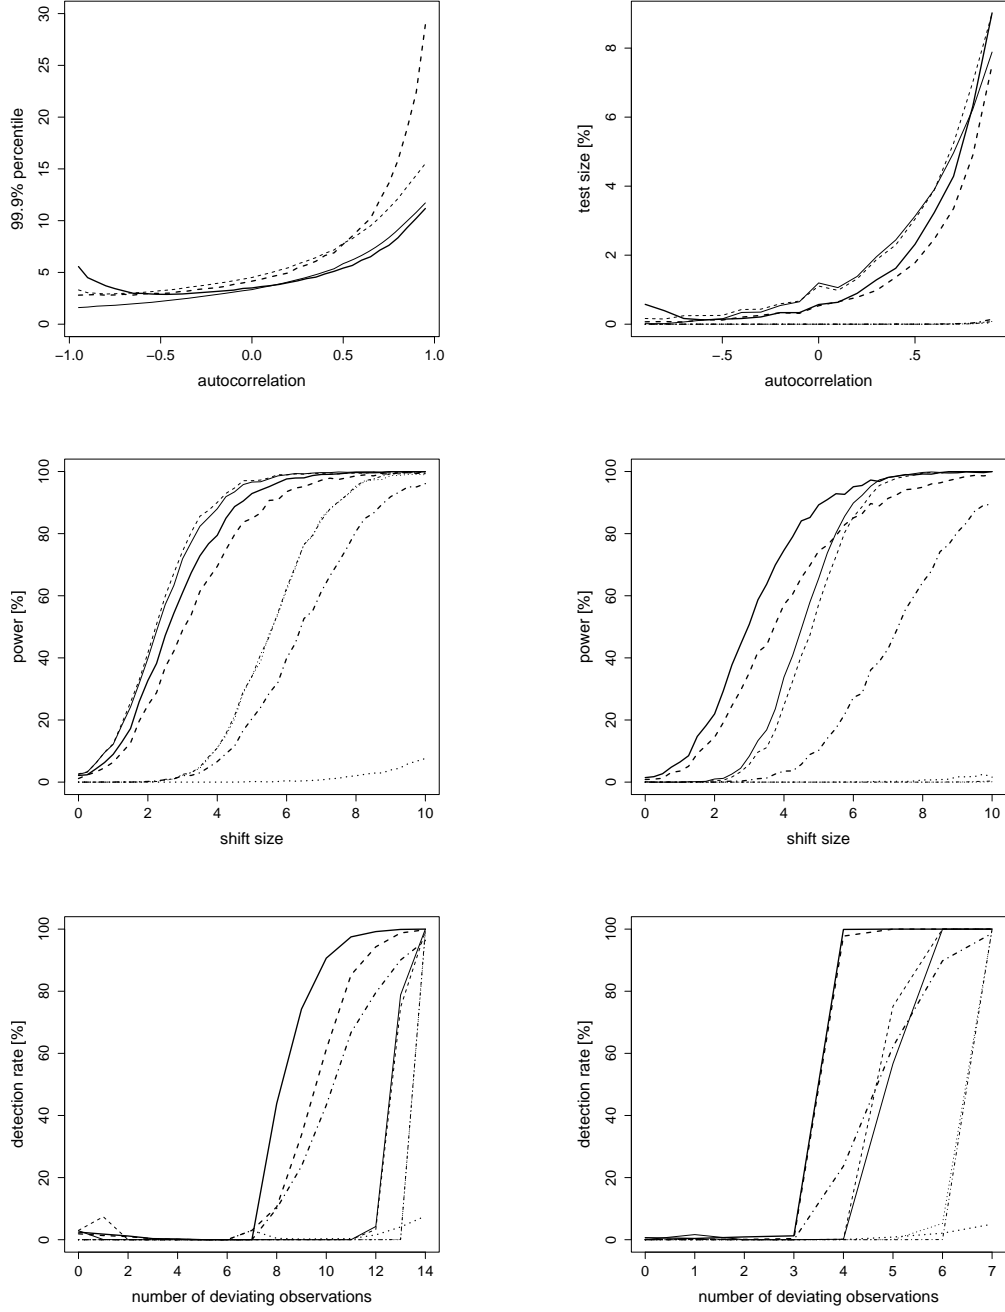 30
25
20
15
10
5
0
99.9% percentile
−1.0 −0.5 0.0 0.5 1.0
autocorrelation
8
6
4
2
0
test size [%]
−.5 0 .5
autocorrelation
100
80
60
40
20
0
power [%]
0 2 4 6 8 10
shift size
100
80
60
40
20
0
power [%]
0 2 4 6 8 10
shift size
100
80
60
40
20
0
detection rate [%]
0 2 4 6 8 10 12 14
number of deviating observations
100
80
60
40
20
0
detection rate [%]
0 1 2 3 4 5 6 7
number of deviating observations